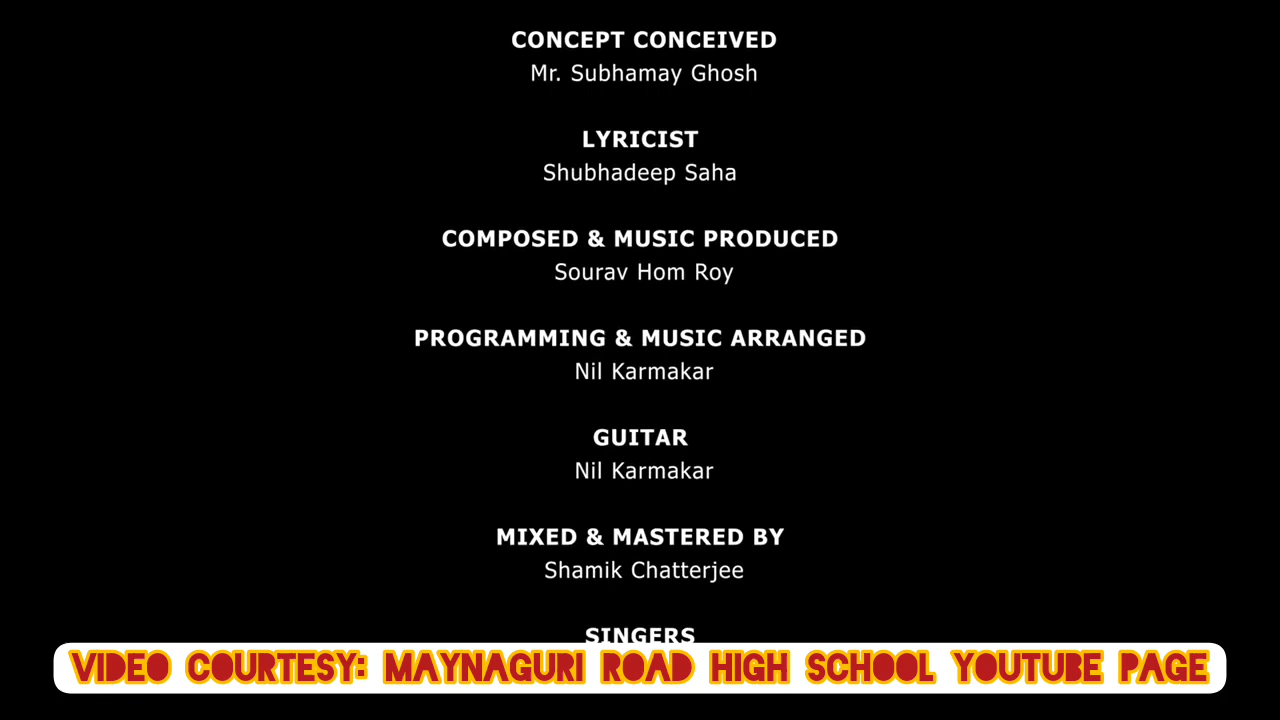 CONCEPT CONCEIVED
Mr. Subhamay Ghosh
LYRICIST
Shubhadeep Saha
COMPOSED & MUSIC PRODUCED
Sourav Hom Roy
PROGRAMMING & MUSIC ARRANGED
Nil Karmakar
GUITAR
Nil Karmakar
MIXED & MASTERED BY
Shamik Chatterjee
SINGERS
VIDEO COURTESY: MAYNAGURI ROAD HIGH SCHOOL YOUTUBE PAGE